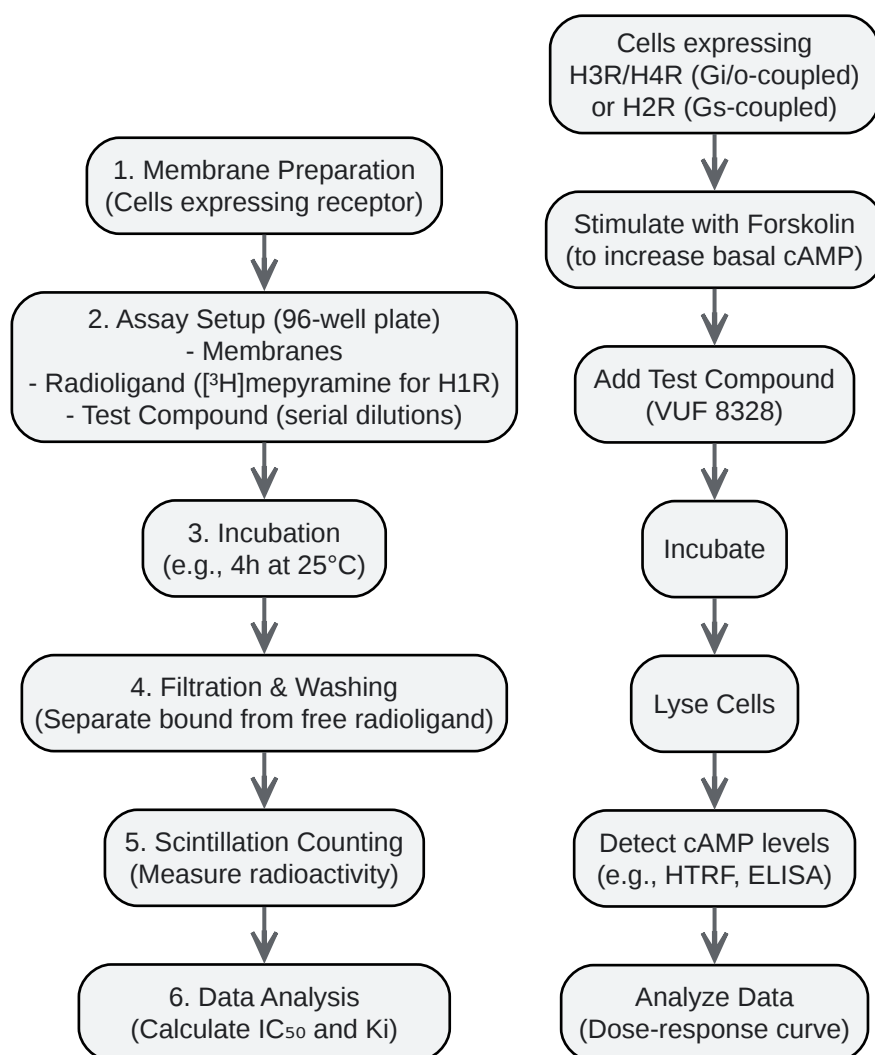 1. Membrane Preparation
(Cells expressing receptor)
2. Assay Setup (96-well plate)
- Membranes
- Radioligand ([³H]mepyramine for H1R)
- Test Compound (serial dilutions)
3. Incubation
(e.g., 4h at 25°C)
4. Filtration & Washing
(Separate bound from free radioligand)
5. Scintillation Counting
(Measure radioactivity)
6. Data Analysis
(Calculate IC₅₀ and Ki)
Cells expressing
H3R/H4R (Gi/o-coupled)
or H2R (Gs-coupled)
Stimulate with Forskolin
(to increase basal cAMP)
Add Test Compound
(VUF 8328)
Incubate
Lyse Cells
Detect cAMP levels
(e.g., HTRF, ELISA)
Analyze Data
(Dose-response curve)